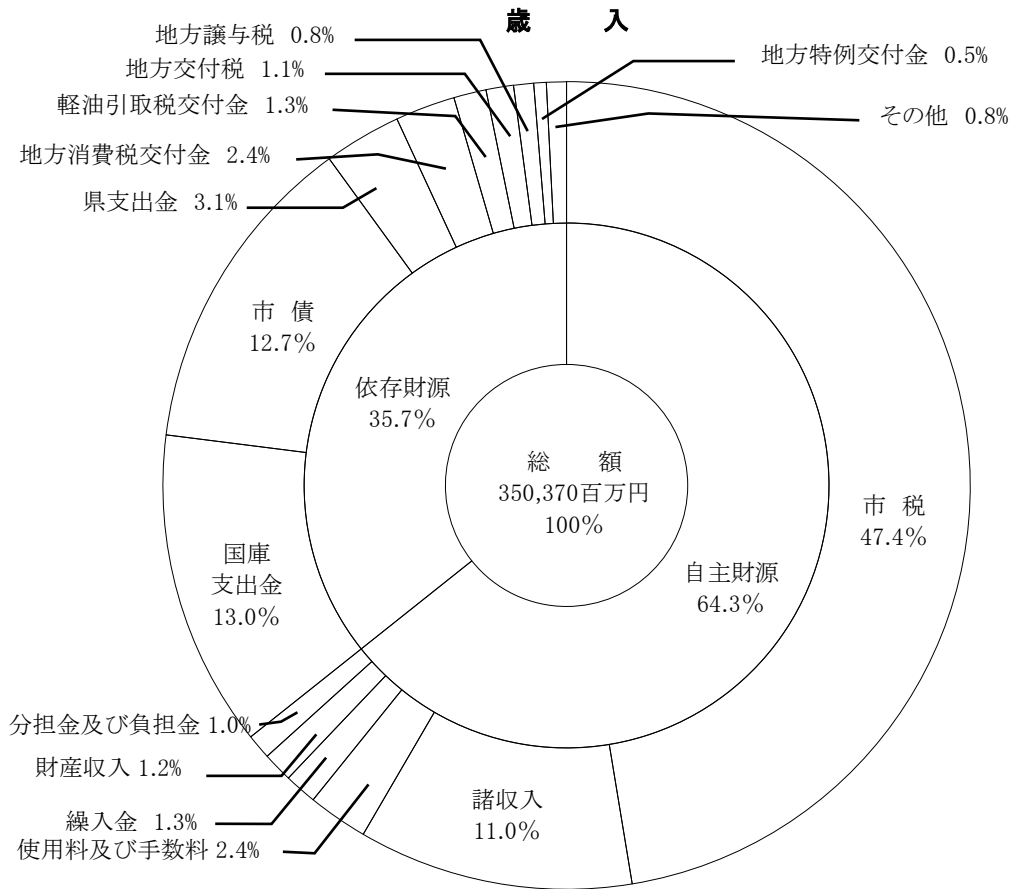 歳　入
地方譲与税 0.8%
地方交付税 1.1%
軽油引取税交付金 1.3%
地方消費税交付金 2.4%
県支出金 3.1%
地方特例交付金 0.5%
その他 0.8%
市 債
12.7%
依存財源
35.7%
総　額
350,370百万円
100%
市 税
47.4%
自主財源
64.3%
国庫
支出金
13.0%
分担金及び負担金 1.0%
財産収入 1.2%
繰入金 1.3%
使用料及び手数料 2.4%
諸収入
11.0%